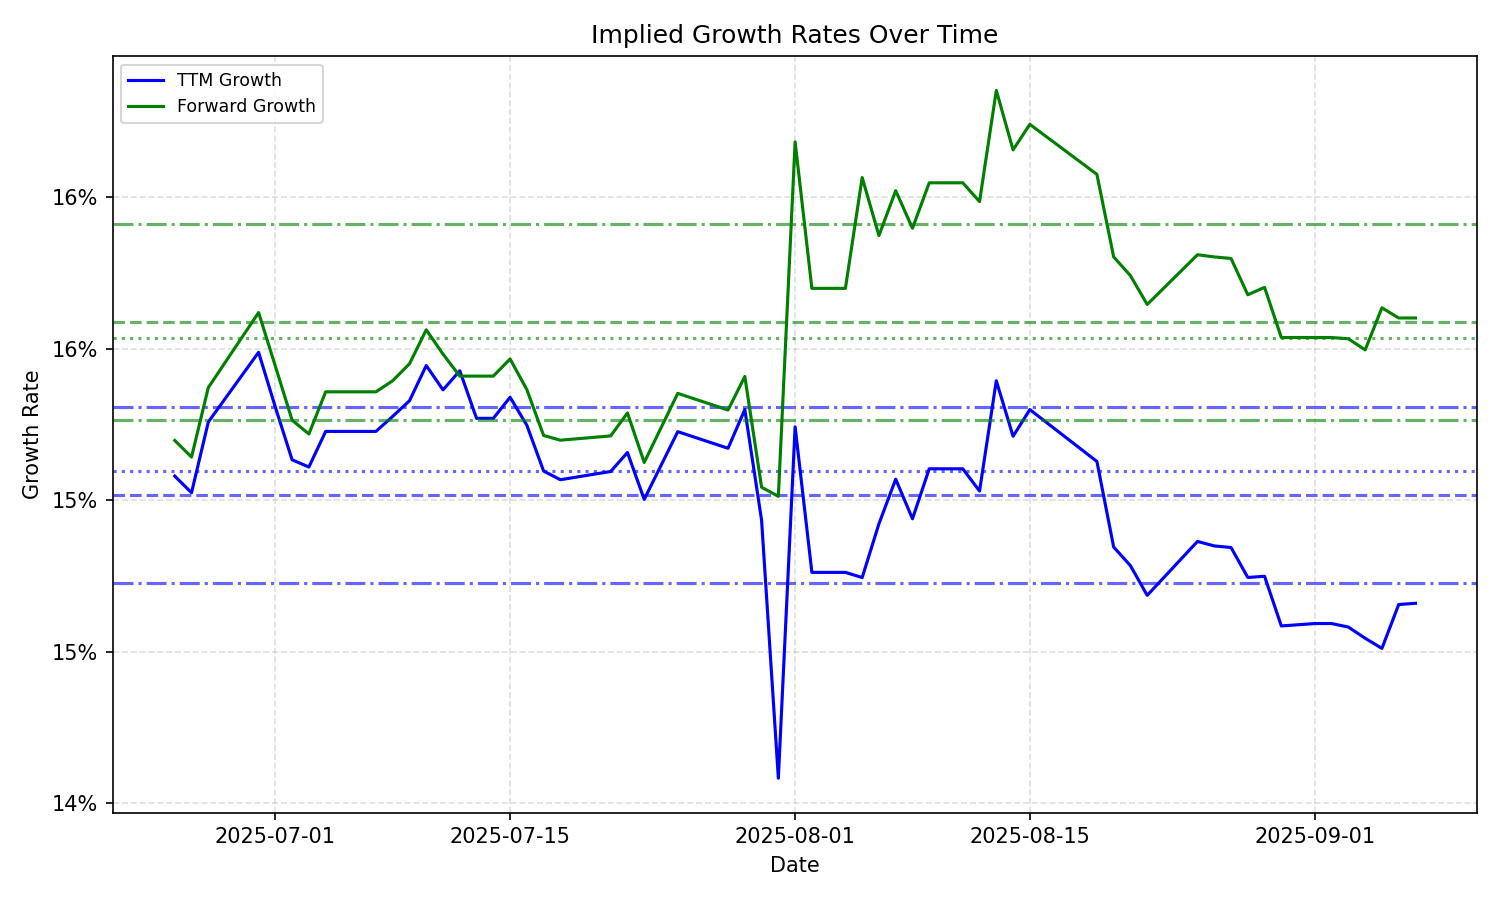 Implied Growth Rates Over Time
TTM Growth
Forward Growth
16%
16%
15%
15%
14%
Growth Rate
2025-07-01
2025-07-15
2025-08-01
2025-08-15
2025-09-01
Date